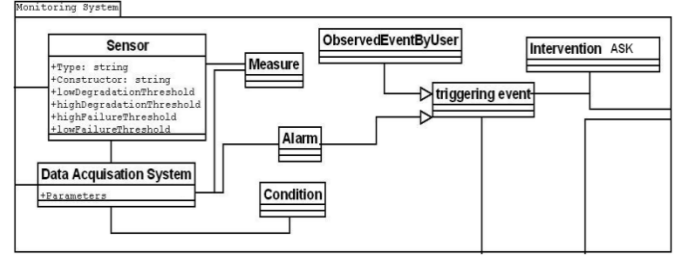 Monitoring System
Sensor
+Type: string
+Constructor: string
+lowDegradationThreshold
+highDegradationThreshold
+highFailureThreshold
+lowFailureThreshold
Measure
ObservedEventByUser
Intervention ASK
triggering event
Alarm
Data Acquisation System
+Parameters
Condition